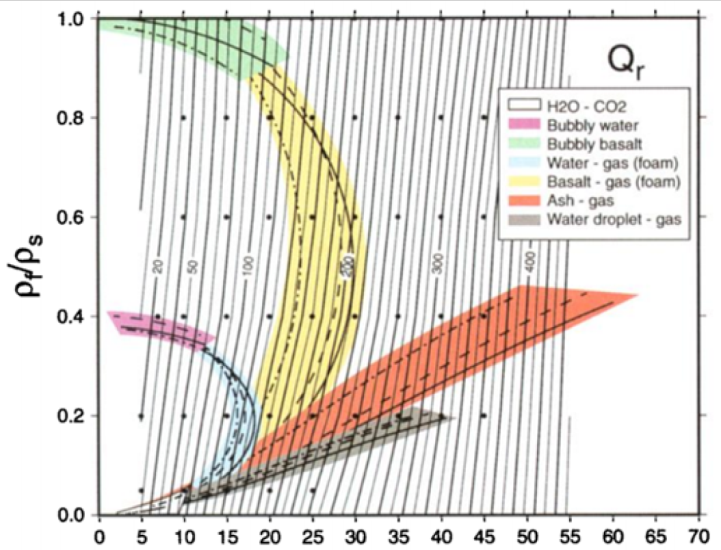 1.0
Qr
H2O - CO2
Bubbly water
Bubbly basalt
Water - gas (foam)
Basalt - gas (foam)
Ash - gas
Water droplet - gas
0.8
0.6
ρf/ρs
20
50
100
200
300
400
0.4
0.2
0.0
0 5 10 15 20 25 30 35 40 45 50 55 60 65 70